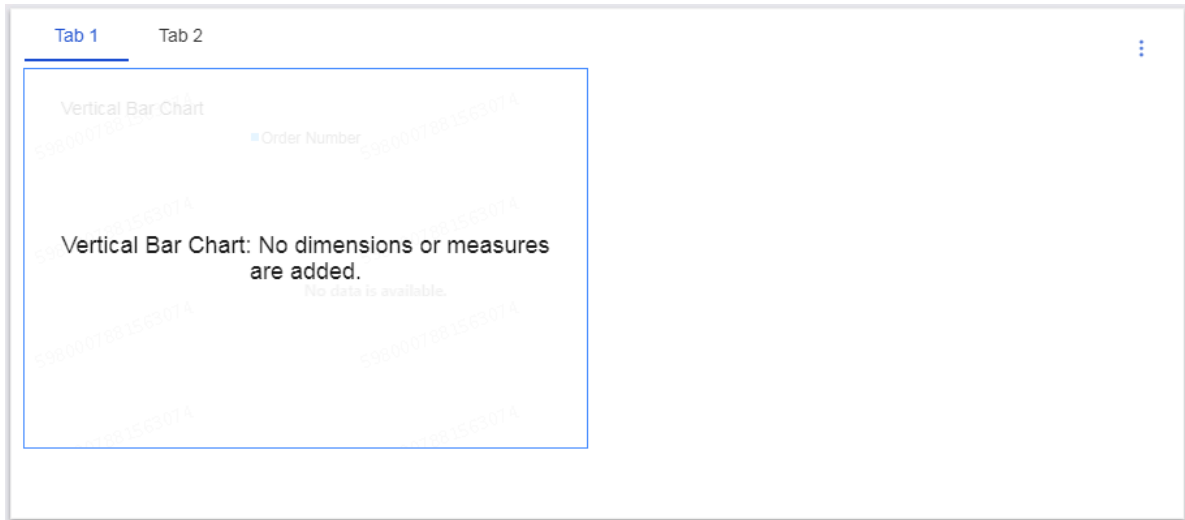 Tab 1 Tab 2
Vertical Bar Chart
Order Number
Vertical Bar Chart: No dimensions or measures
are added.
No data is available.